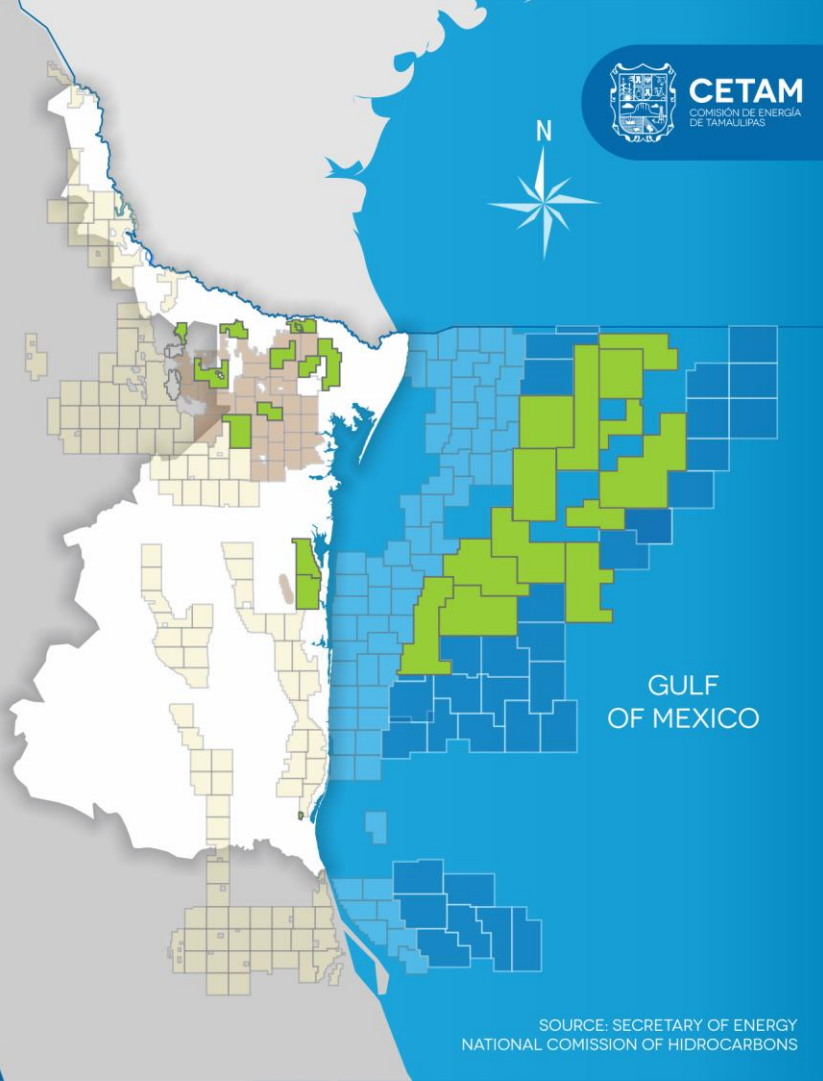 CETAM
COMISIÓN DE ENERGÍA
DE TAMAULIPAS
N
GULF
OF MEXICO
SOURCE: SECRETARY OF ENERGY
NATIONAL COMISSION OF HIDROCARBONS